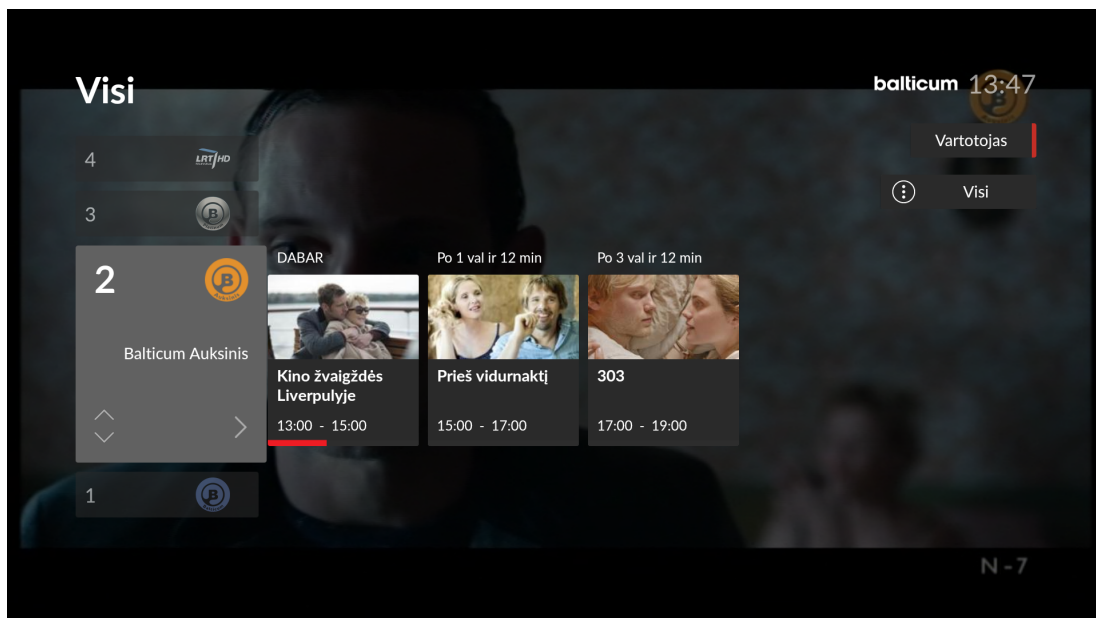 Visi
balticum 13:47
Vartotojas
Visi
4 LRT HD
3 B
2 B
Auksinis
Balticum Auksinis
DABAR
Kino žvaigždės
Liverpulyje
13:00 - 15:00
Po 1 val ir 12 min
Prieš vidurnaktį
15:00 - 17:00
Po 3 val ir 12 min
303
17:00 - 19:00
1 B
N-7